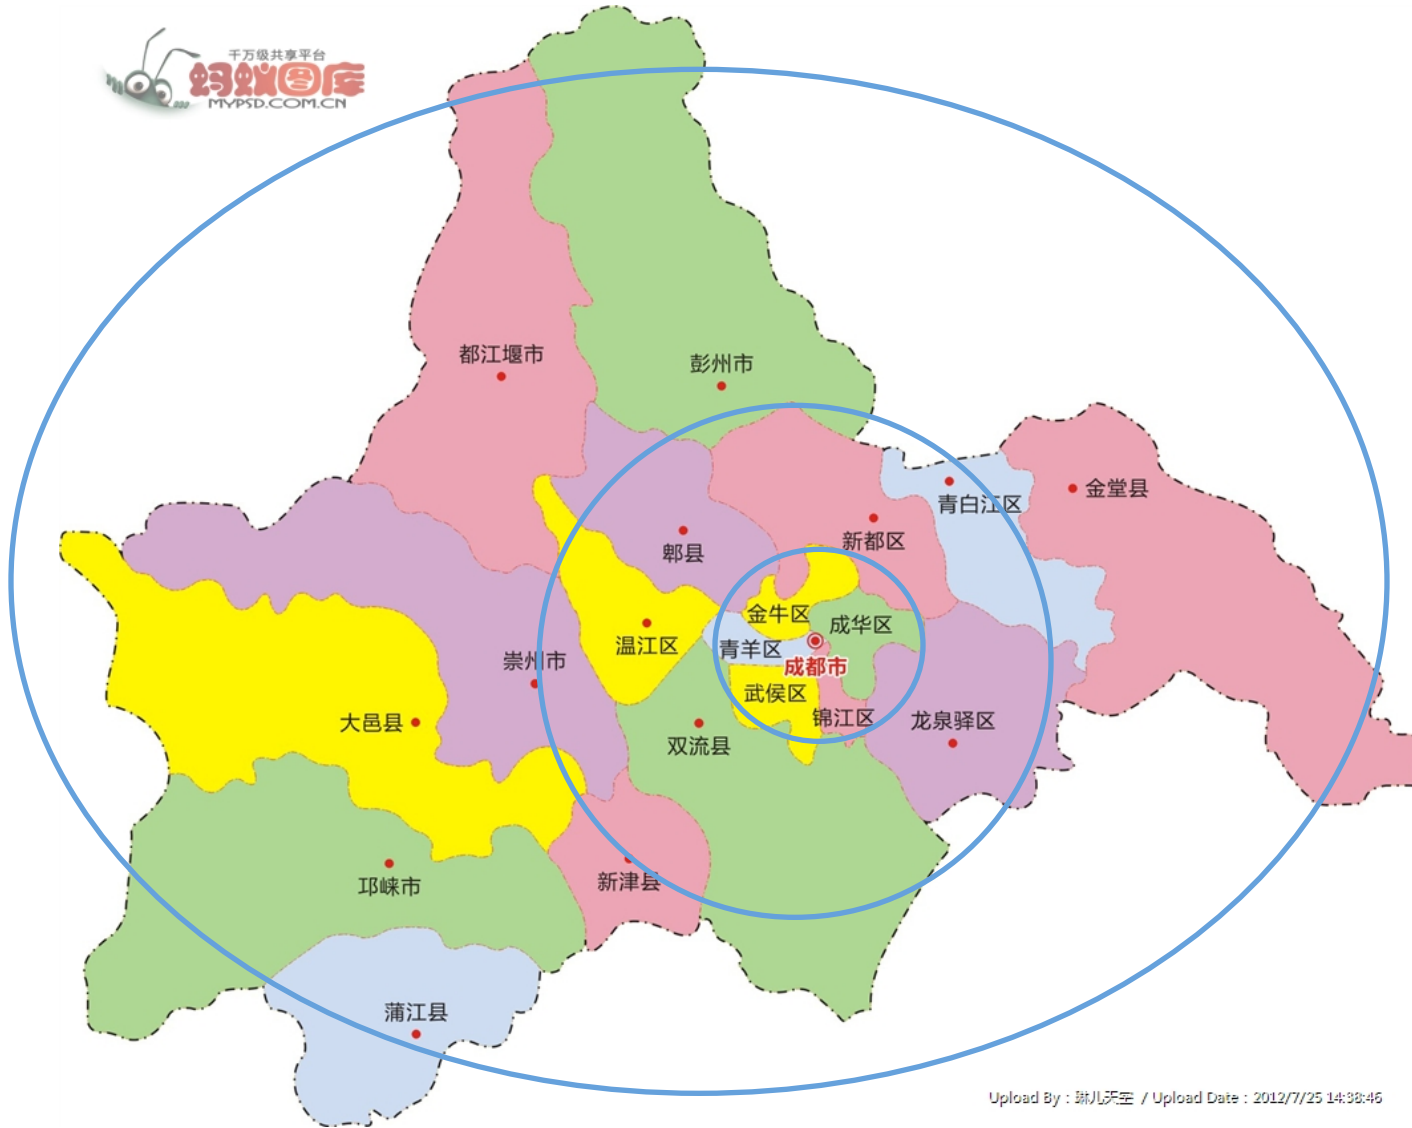 千万级共享平台
蚂蚁图库
MYPSD.COM.CN
都江堰市
彭州市
金堂县
青白江区
新都区
郫县
金牛区
成华区
温江区
青羊区
崇州市
成都市
武侯区
锦江区
龙泉驿区
大邑县
双流县
新津县
邛崃市
蒲江县
Upload By : 琳儿天空 / Upload Date : 2012/7/25 14:38:46